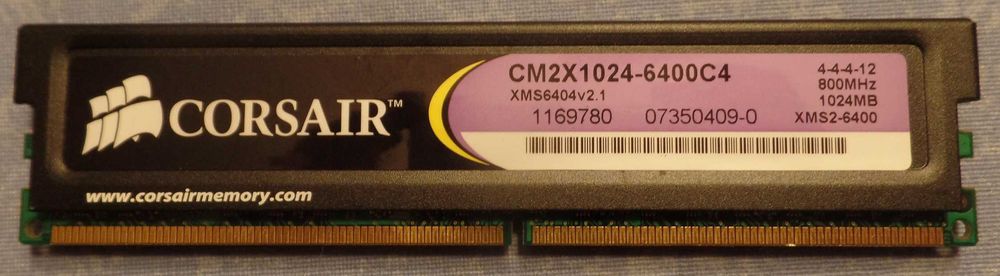 CORSAIR™
www.corsairmemory.com
CM2X1024-6400C4
XMS6404v2.1
1169780 07350409-0
4-4-4-12
800MHz
1024MB
XMS2-6400